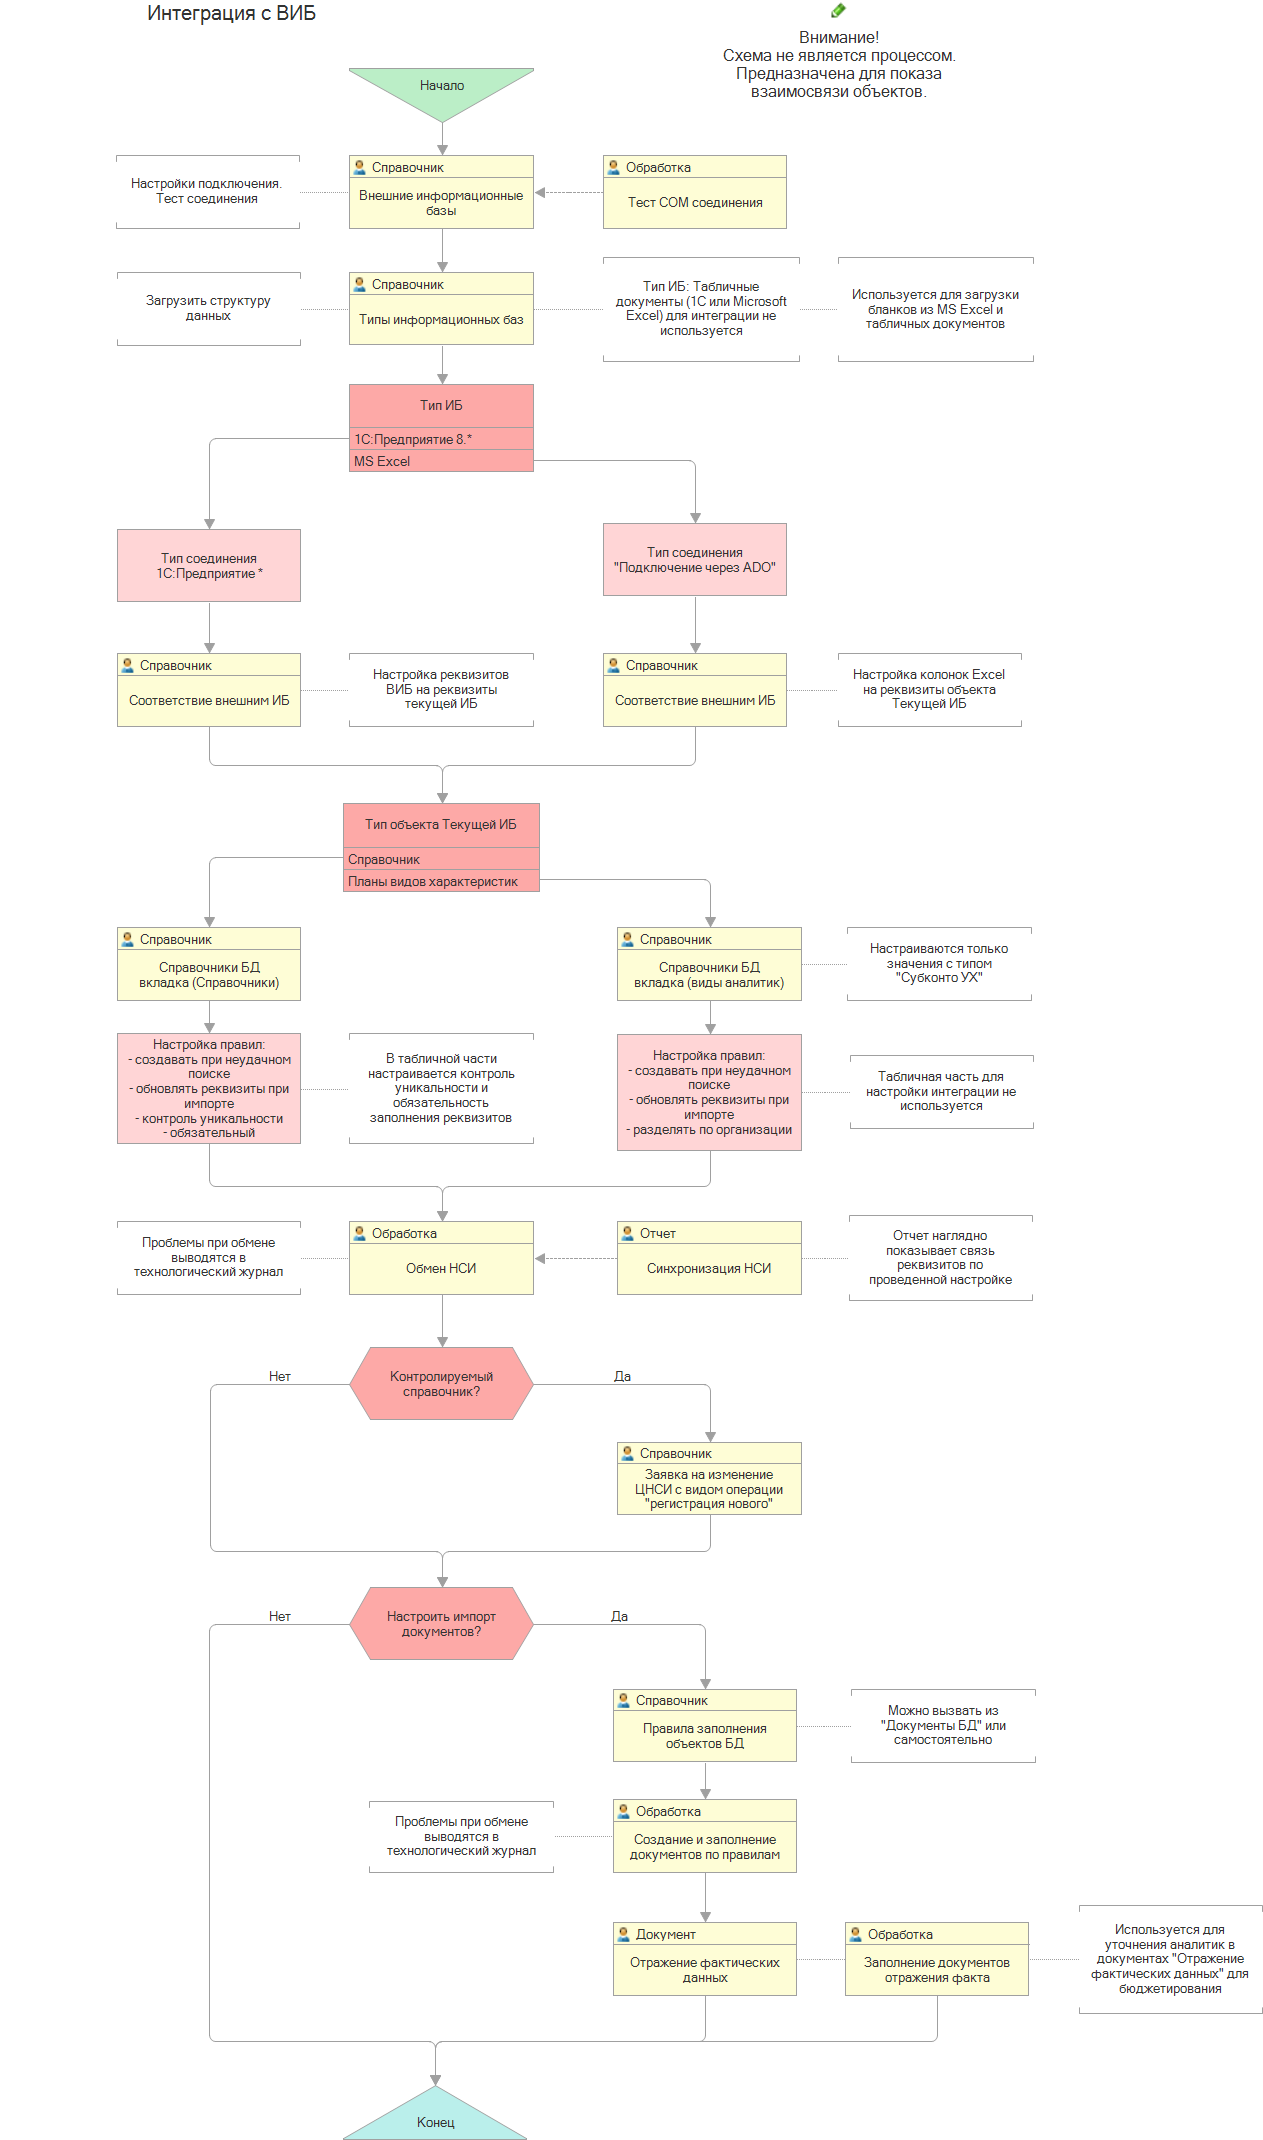 Интеграция с ВИБ
Внимание!
Схема не является процессом.
Предназначена для показа
взаимосвязи объектов.
Начало
Настройки подключения.
Тест соединения
Справочник
Внешние информационные
базы
Обработка
Тест COM соединения
Загрузить структуру
данных
Справочник
Типы информационных баз
Тип ИБ: Табличные
документы (1С или Microsoft
Excel) для интеграции не
используется
Используется для загрузки
бланков из MS Excel и
табличных документов
Тип ИБ
1С:Предприятие 8.*
MS Excel
Тип соединения
1С:Предприятие *
Тип соединения
"Подключение через ADO"
Справочник
Соответствие внешним ИБ
Настройка реквизитов
ВИБ на реквизиты
текущей ИБ
Справочник
Соответствие внешним ИБ
Настройка колонок Excel
на реквизиты объекта
Текущей ИБ
Тип объекта Текущей ИБ
Справочник
Планы видов характеристик
Справочник
Справочники БД
вкладка (Справочники)
Справочник
Справочники БД
вкладка (виды аналитик)
Настраиваются только
значения с типом
"Субконто УХ"
Настройка правил:
- создавать при неудачном
поиске
- обновлять реквизиты при
импорте
- контроль уникальности
- обязательный
В табличной части
настраивается контроль
уникальности и
обязательность
заполнения реквизитов
Настройка правил:
- создавать при неудачном
поиске
- обновлять реквизиты при
импорте
- разделять по организации
Табличная часть для
настройки интеграции не
используется
Проблемы при обмене
выводятся в
технологический журнал
Обработка
Обмен НСИ
Отчет
Синхронизация НСИ
Отчет наглядно
показывает связь
реквизитов по
проведенной настройке
Нет
Контролируемый
справочник?
Да
Справочник
Заявка на изменение
ЦНСИ с видом операции
"регистрация нового"
Нет
Настроить импорт
документов?
Да
Справочник
Правила заполнения
объектов БД
Можно вызвать из
"Документы БД" или
самостоятельно
Проблемы при обмене
выводятся в
технологический журнал
Обработка
Создание и заполнение
документов по правилам
Документ
Отражение фактических
данных
Обработка
Заполнение документов
отражения факта
Используется для
уточнения аналитик в
документах "Отражение
фактических данных" для
бюджетирования
Конец